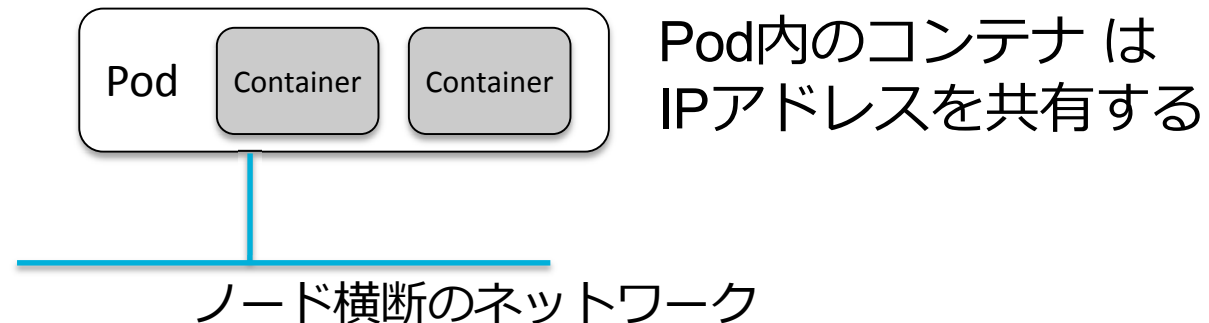 Pod
Container
Container
Pod内のコンテナ は
IPアドレスを共有する
ノード横断のネットワーク